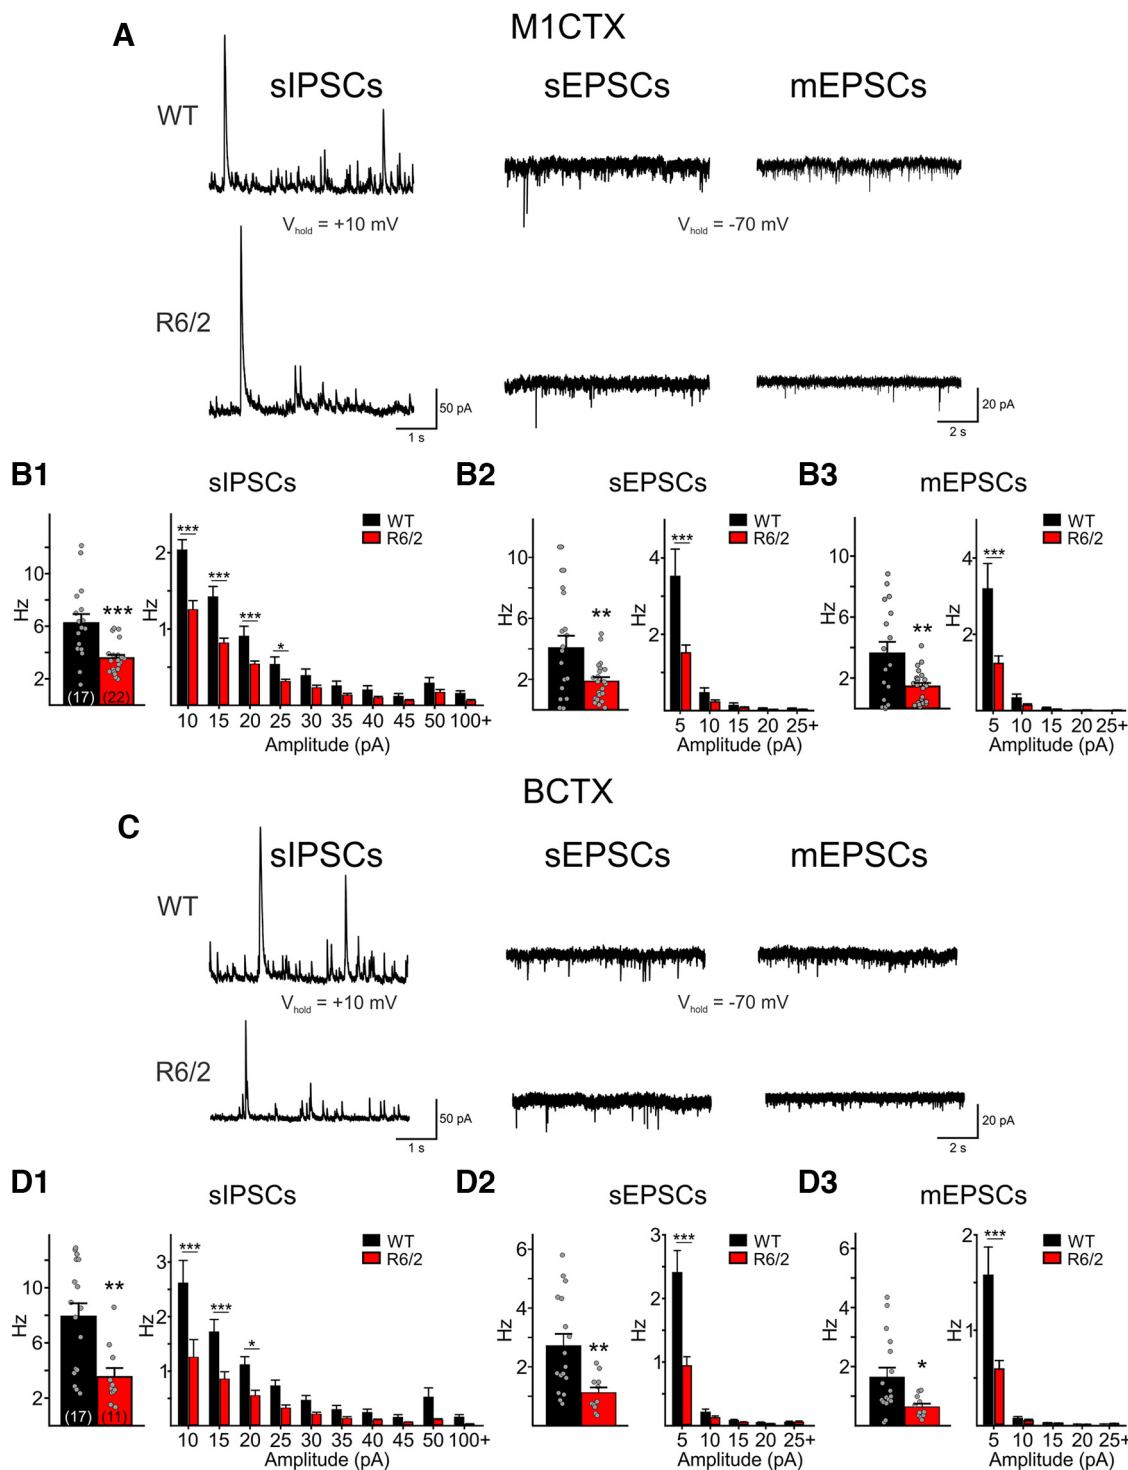 A
M1CTX
sIPSCs
sEPSCs
mEPSCs
WT
Vhold = +10 mV
Vhold = -70 mV
R6/2
50 pA
1 s
20 pA
2 s
B1
sIPSCs
B2
sEPSCs
B3
mEPSCs
Hz
10
6
2
***
(17)
(22)
Hz
2
1
***
***
***
*
WT
R6/2
10 15 20 25 30 35 40 45 50 100+
Amplitude (pA)
Hz
10
6
2
**
Hz
4
2
***
WT
R6/2
5 10 15 20 25+
Amplitude (pA)
Hz
10
6
2
**
Hz
4
2
***
WT
R6/2
5 10 15 20 25+
Amplitude (pA)
BCTX
C
sIPSCs
sEPSCs
mEPSCs
WT
Vhold = +10 mV
Vhold = -70 mV
R6/2
50 pA
1 s
20 pA
2 s
D1
sIPSCs
D2
sEPSCs
D3
mEPSCs
Hz
10
6
2
**
(17)
(11)
Hz
3
2
1
***
***
*
WT
R6/2
10 15 20 25 30 35 40 45 50 100+
Amplitude (pA)
Hz
6
4
2
**
Hz
3
2
1
***
WT
R6/2
5 10 15 20 25+
Amplitude (pA)
Hz
6
4
2
*
Hz
2
1
***
WT
R6/2
5 10 15 20 25+
Amplitude (pA)